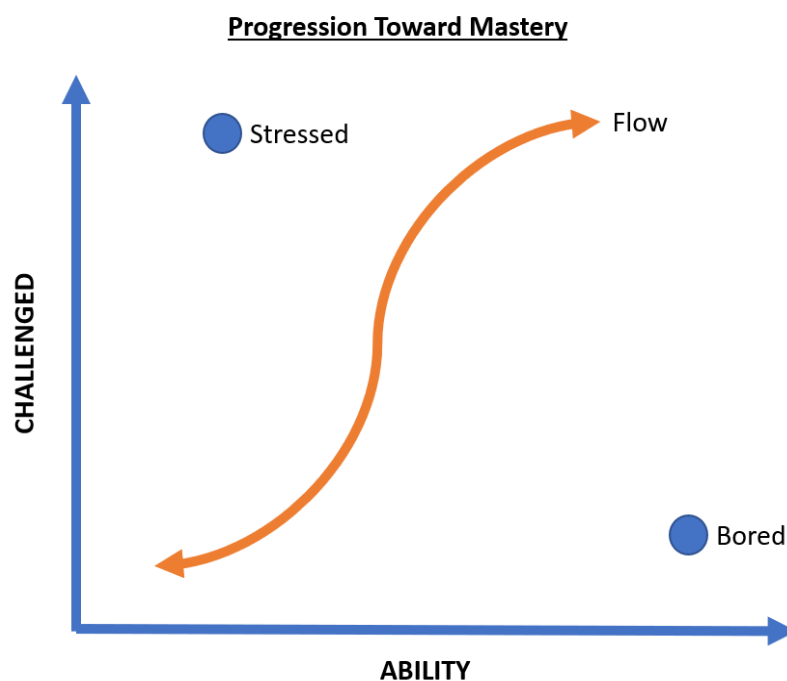 Progression Toward Mastery
Stressed
Flow
CHALLENGED
Bored
ABILITY